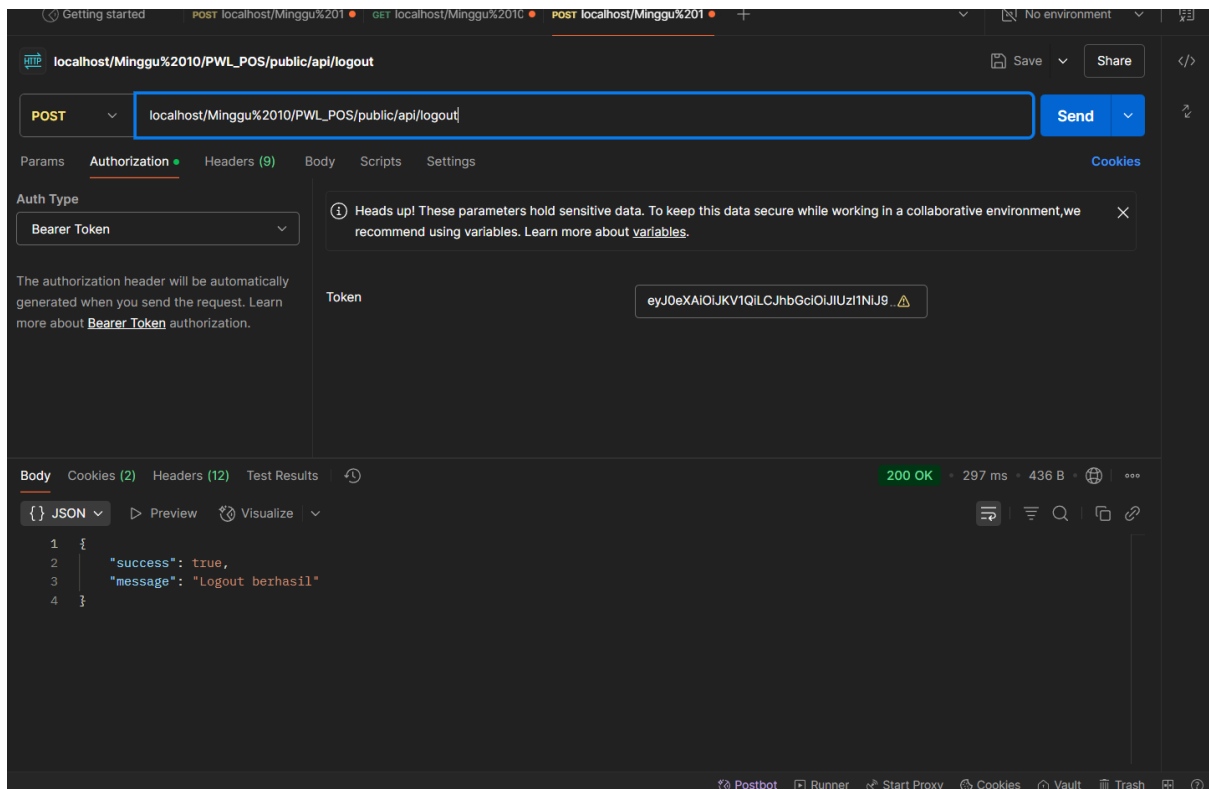 Getting started POST localhost/Minggu%201 GET localhost/Minggu%2010 POST localhost/Minggu%201 + No environment
HTTP localhost/Minggu%2010/PWL_POS/public/api/logout Save Share </>
POST localhost/Minggu%2010/PWL_POS/public/api/logout Send
Params Authorization Headers (9) Body Scripts Settings Cookies
Auth Type
Bearer Token
The authorization header will be automatically
generated when you send the request. Learn
more about Bearer Token authorization.
Heads up! These parameters hold sensitive data. To keep this data secure while working in a collaborative environment,we
recommend using variables. Learn more about variables.
Token eyJ0eXAiOiJKV1QiLCJhbGciOiJIUzI1NiJ9...
Body Cookies (2) Headers (12) Test Results 200 OK 297 ms 436 B
{} JSON Preview Visualize
1 {
2 "success": true,
3 "message": "Logout berhasil"
4 }
Postbot Runner Start Proxy Cookies Vault Trash